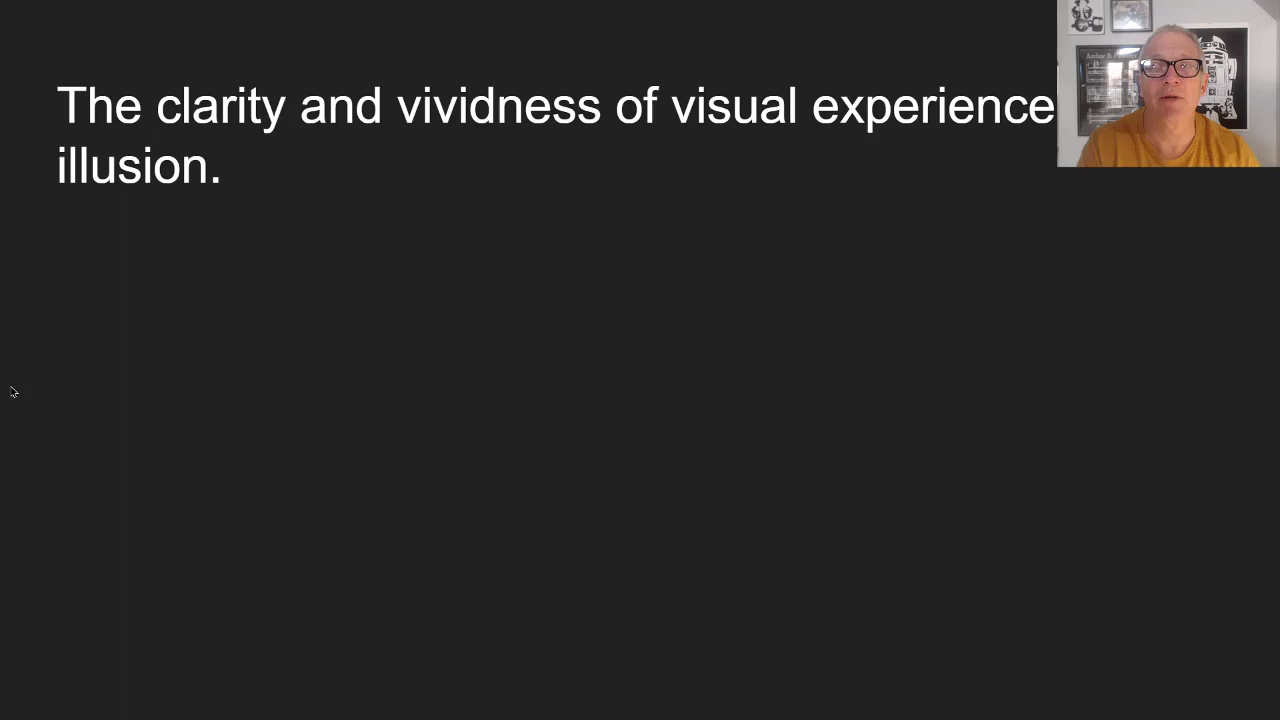 The clarity and vividness of visual experience
illusion.